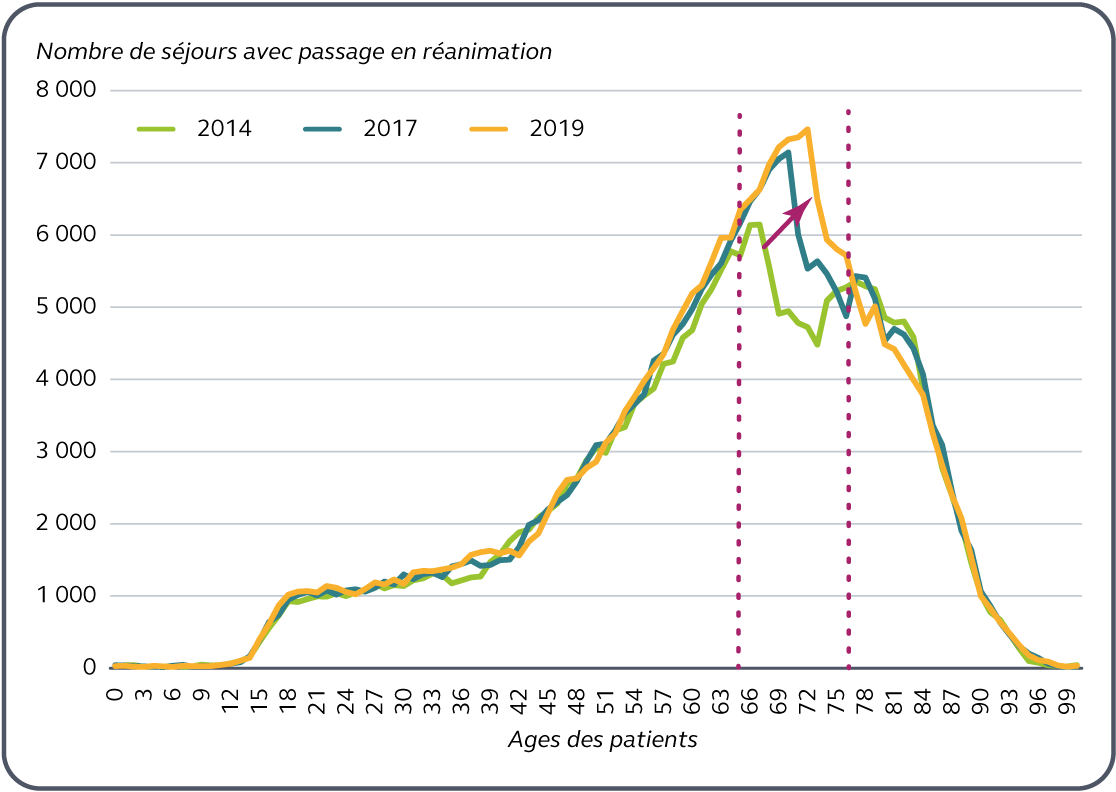 Nombre de séjours avec passage en réanimation
8 000
2014 2017 2019
7 000
6 000
5 000
4 000
3 000
2 000
1 000
0
0 3 6 9 12 15 18 21 24 27 30 33 36 39 42 45 48 51 54 57 60 63 66 69 72 75 78 81 84 87 90 93 96 99
Ages des patients